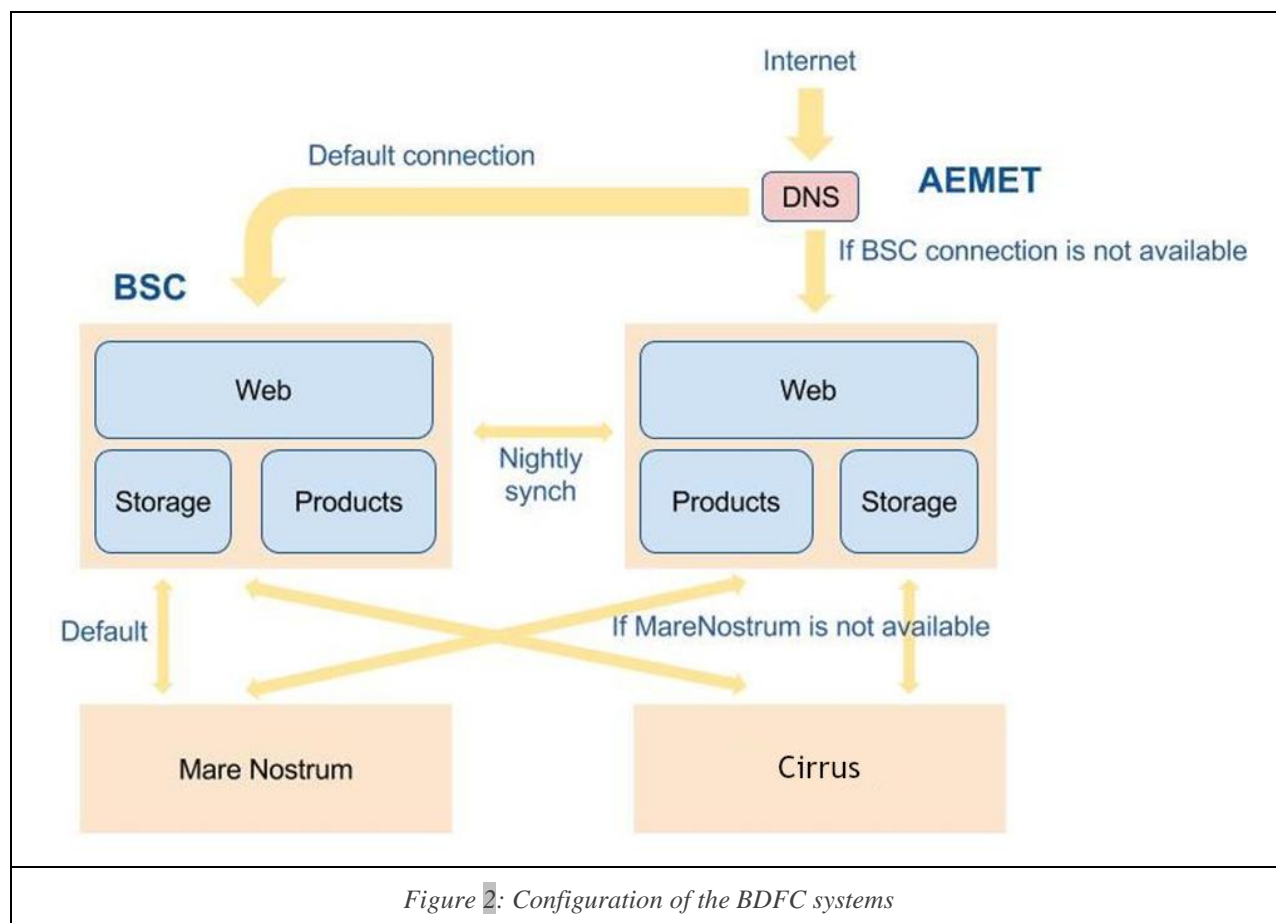 Internet
Default connection
DNS
AEMET
If BSC connection is not available
BSC
Web
Storage
Products
Nightly
synch
Web
Products
Storage
Default
If MareNostrum is not available
Mare Nostrum
Cirrus
Figure 2: Configuration of the BDFC systems